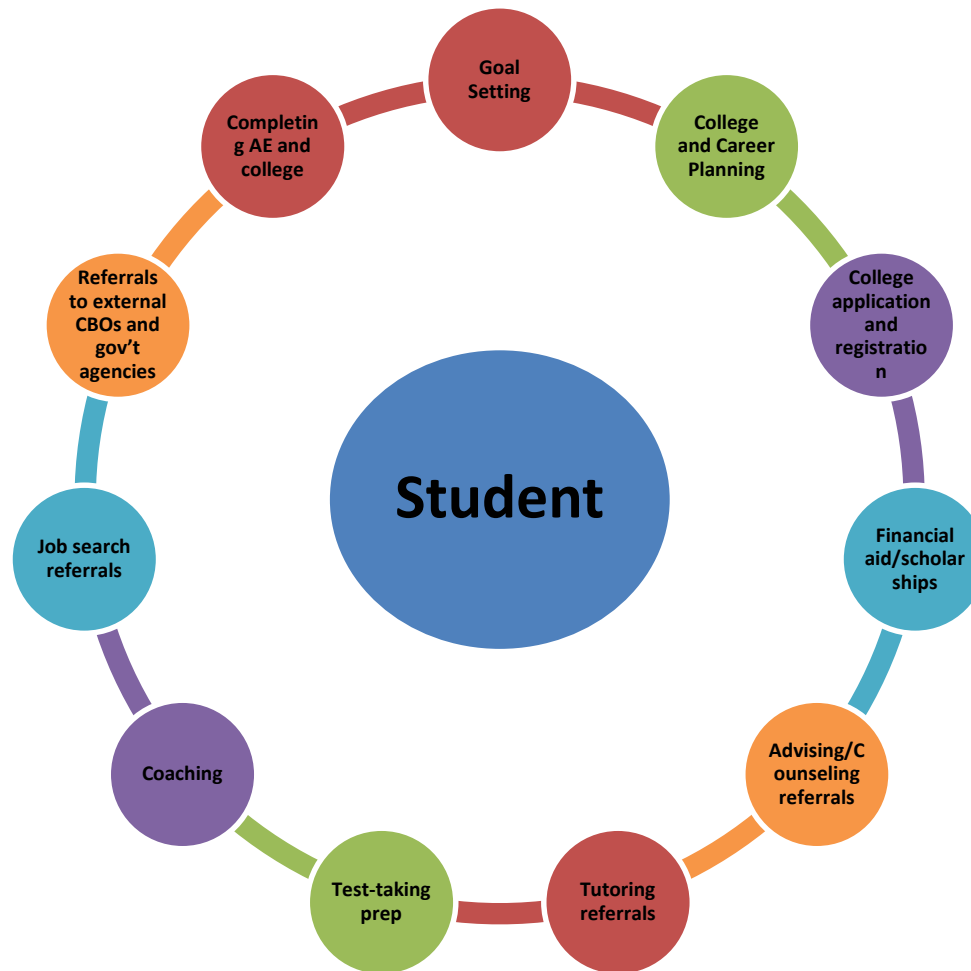 Goal
Setting
College
and Career
Planning
College
application
and
registratio
n
Financial
aid/scholar
ships
Advising/C
ounseling
referrals
Tutoring
referrals
Test-taking
prep
Coaching
Job search
referrals
Referrals
to external
CBOs and
gov’t
agencies
Completin
g AE and
college
Student